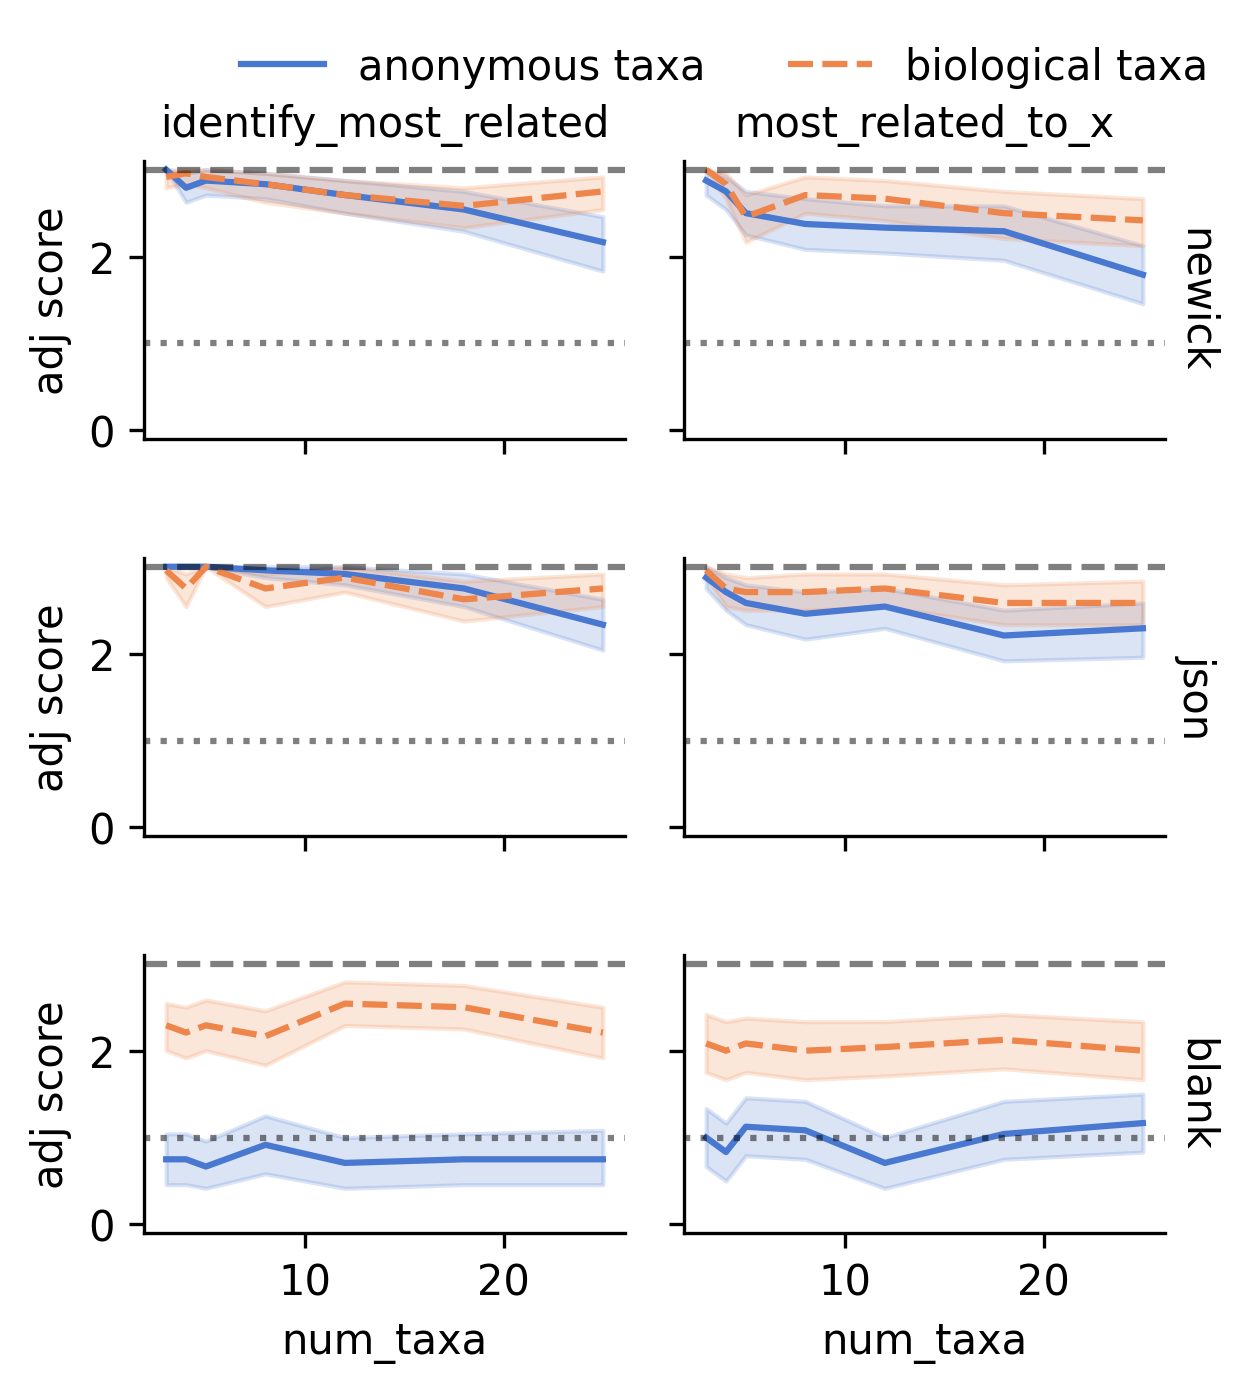 anonymous taxa biological taxa
identify_most_related most_related_to_x
adj score
2
0
newick
adj score
2
0
json
adj score
2
0
blank
10 20 10 20
num_taxa num_taxa